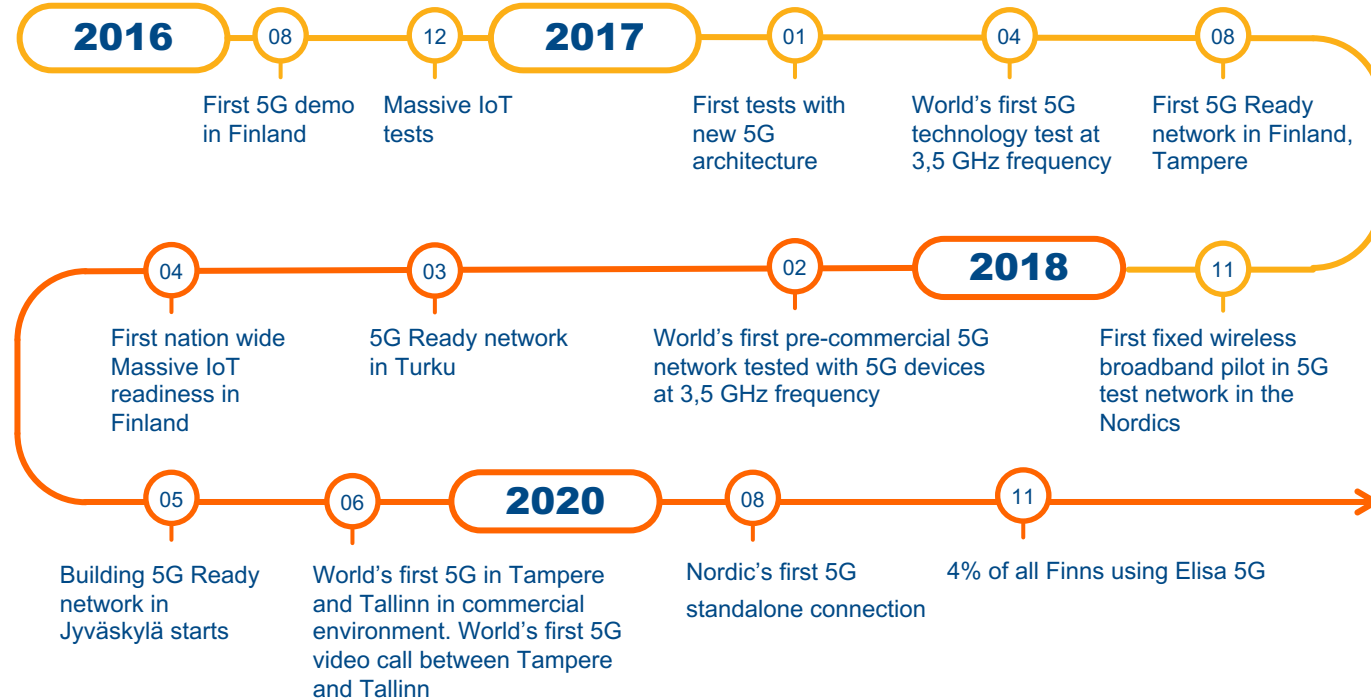 2016
08
First 5G demo
in Finland
12
Massive IoT
tests
2017
01
First tests with
new 5G
architecture
04
World's first 5G
technology test at
3,5 GHz frequency
08
First 5G Ready
network in Finland,
Tampere
11
First fixed wireless
broadband pilot in 5G
test network in the
Nordics
2018
02
World's first pre-commercial 5G
network tested with 5G devices
at 3,5 GHz frequency
03
5G Ready network
in Turku
04
First nation wide
Massive IoT
readiness in
Finland
05
Building 5G Ready
network in
Jyväskylä starts
06
World's first 5G in Tampere
and Tallinn in commercial
environment. World's first 5G
video call between Tampere
and Tallinn
2020
08
Nordic's first 5G
standalone connection
11
4% of all Finns using Elisa 5G